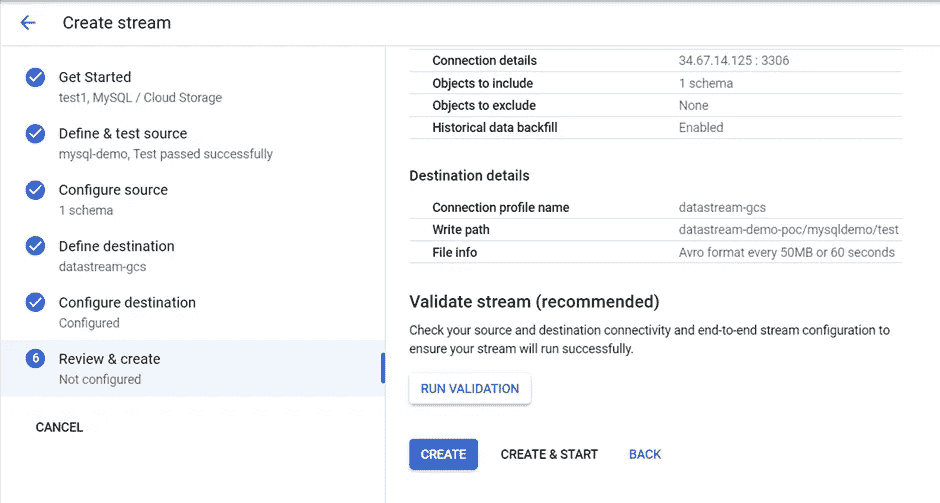 Create stream
Get Started
test1, MySQL / Cloud Storage
Define & test source
mysql-demo, Test passed successfully
Configure source
1 schema
Define destination
datastream-gcs
Configure destination
Configured
6 Review & create
Not configured
CANCEL
Connection details 34.67.14.125 : 3306
Objects to include 1 schema
Objects to exclude None
Historical data backfill Enabled
Destination details
Connection profile name datastream-gcs
Write path datastream-demo-poc/mysqldemo/test
File info Avro format every 50MB or 60 seconds
Validate stream (recommended)
Check your source and destination connectivity and end-to-end stream configuration to
ensure your stream will run successfully.
RUN VALIDATION
CREATE CREATE & START BACK